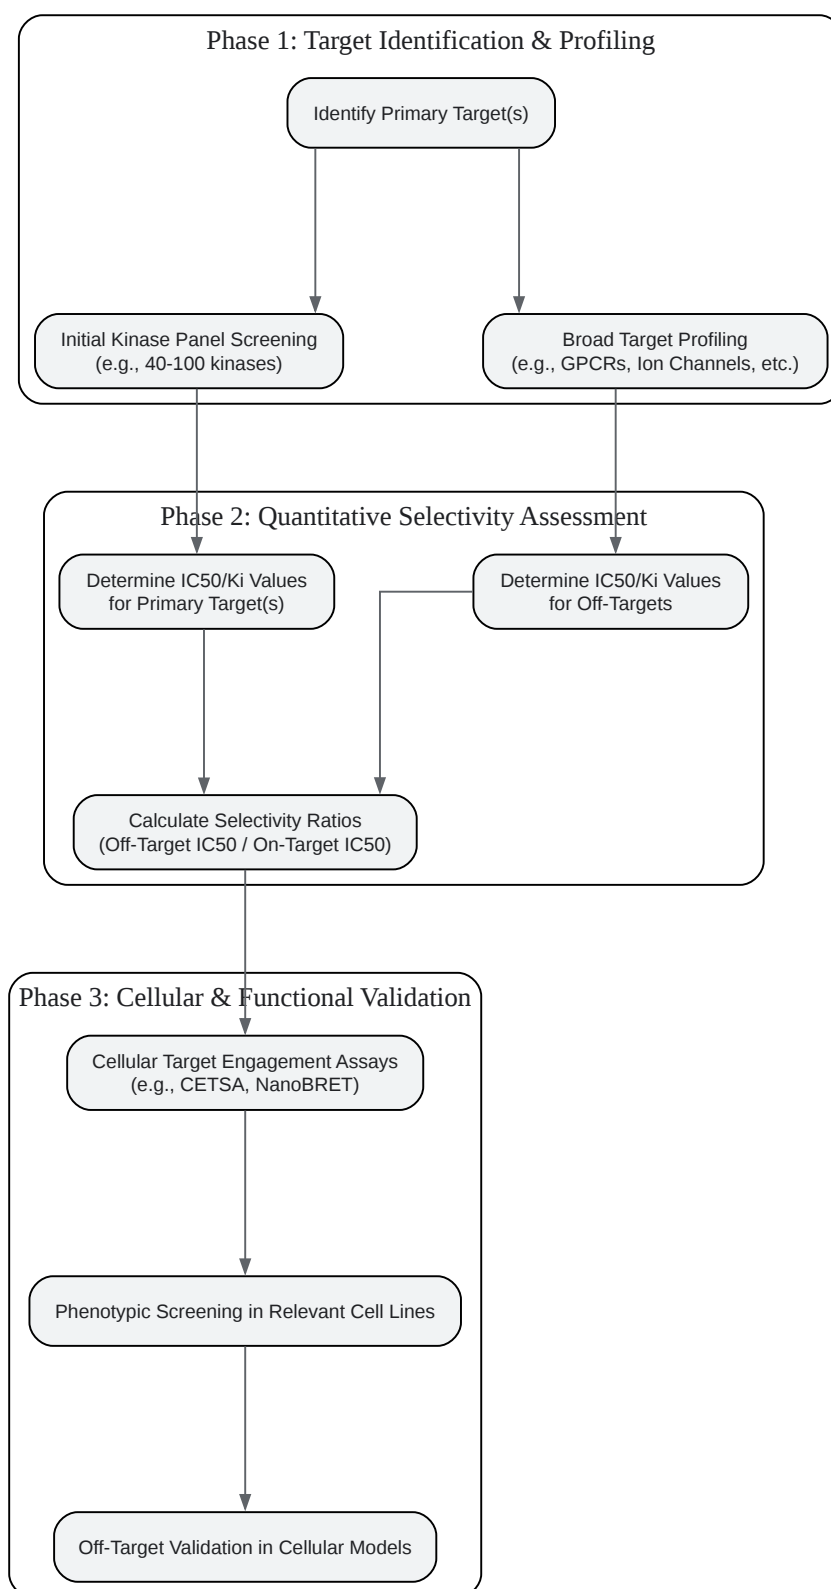 Phase 1: Target Identification & Profiling
Identify Primary Target(s)
Initial Kinase Panel Screening
(e.g., 40-100 kinases)
Broad Target Profiling
(e.g., GPCRs, Ion Channels, etc.)
Phase 2: Quantitative Selectivity Assessment
Determine IC50/Ki Values
for Primary Target(s)
Determine IC50/Ki Values
for Off-Targets
Calculate Selectivity Ratios
(Off-Target IC50 / On-Target IC50)
Phase 3: Cellular & Functional Validation
Cellular Target Engagement Assays
(e.g., CETSA, NanoBRET)
Phenotypic Screening in Relevant Cell Lines
Off-Target Validation in Cellular Models